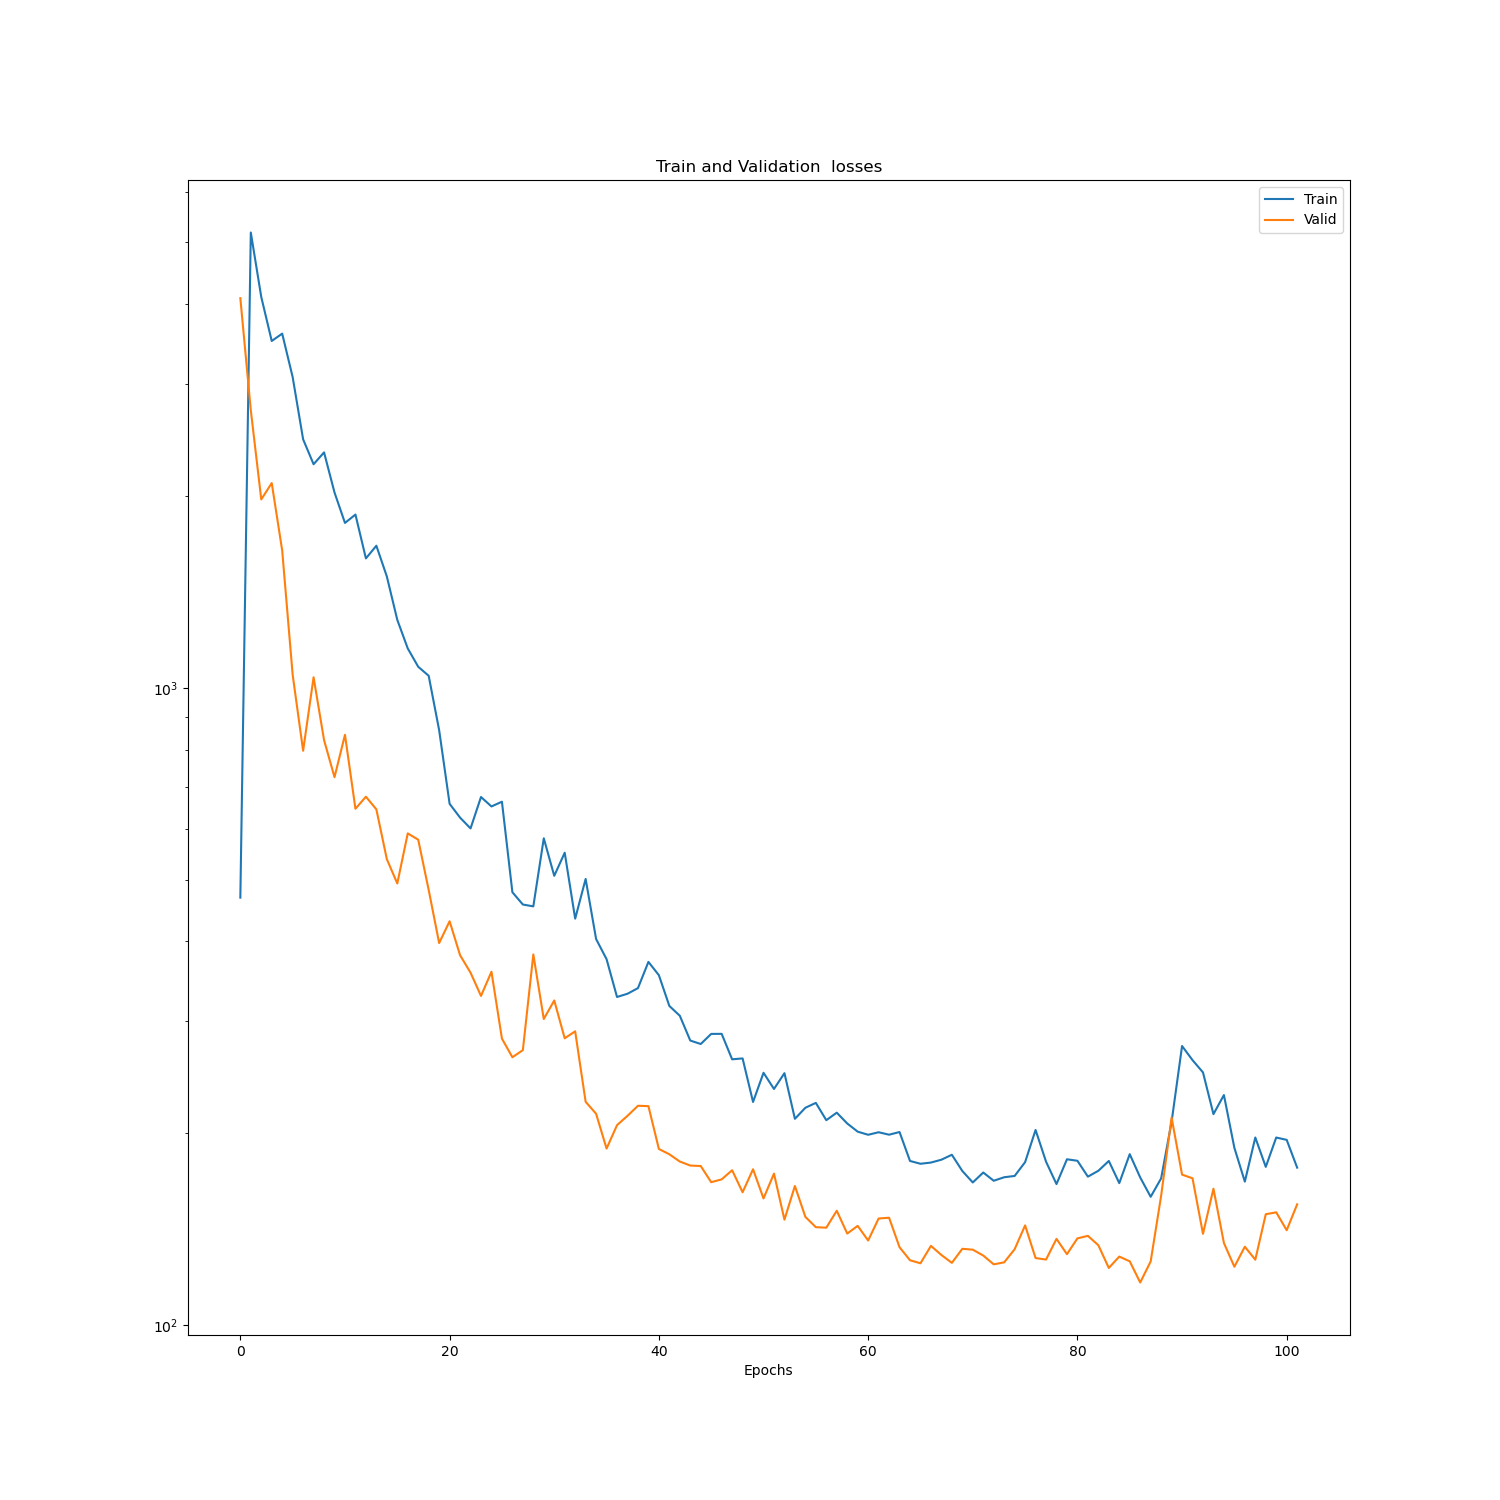 Train and Validation  losses
Train
Valid
10³
10²
0 20 40 60 80 100
Epochs